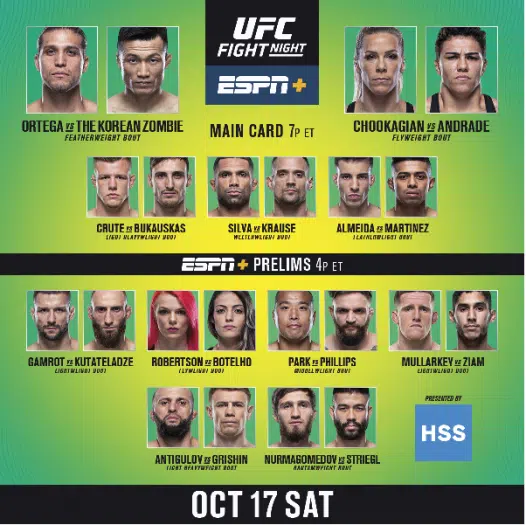 UFC
FIGHT NIGHT
ESPN+
ORTEGA VS THE KOREAN ZOMBIE
FEATHERWEIGHT BOUT
MAIN CARD 7P ET
CHOOKAGIAN VS ANDRADE
FLYWEIGHT BOUT
CRUTE VS BUKAUSKAS
LIGHT HEAVYWEIGHT BOUT
SILVA VS KRAUSE
WELTERWEIGHT BOUT
ALMEIDA VS MARTINEZ
ESPN+ PRELIMS 4P ET
GAMROT VS KUTATELADZE
LIGHTWEIGHT BOUT
ROBERTSON VS BOTELHO
FLYWEIGHT BOUT
PARK VS PHILLIPS
MIDDLEWEIGHT BOUT
MULLARKEY VS ZIAM
LIGHTWEIGHT BOUT
ANTIGULOV VS GRISHIN
LIGHT HEAVYWEIGHT BOUT
NURMAGOMEDOV VS STRIEGL
BANTAMWEIGHT BOUT
PRESENTED BY
HSS
OCT 17 SAT